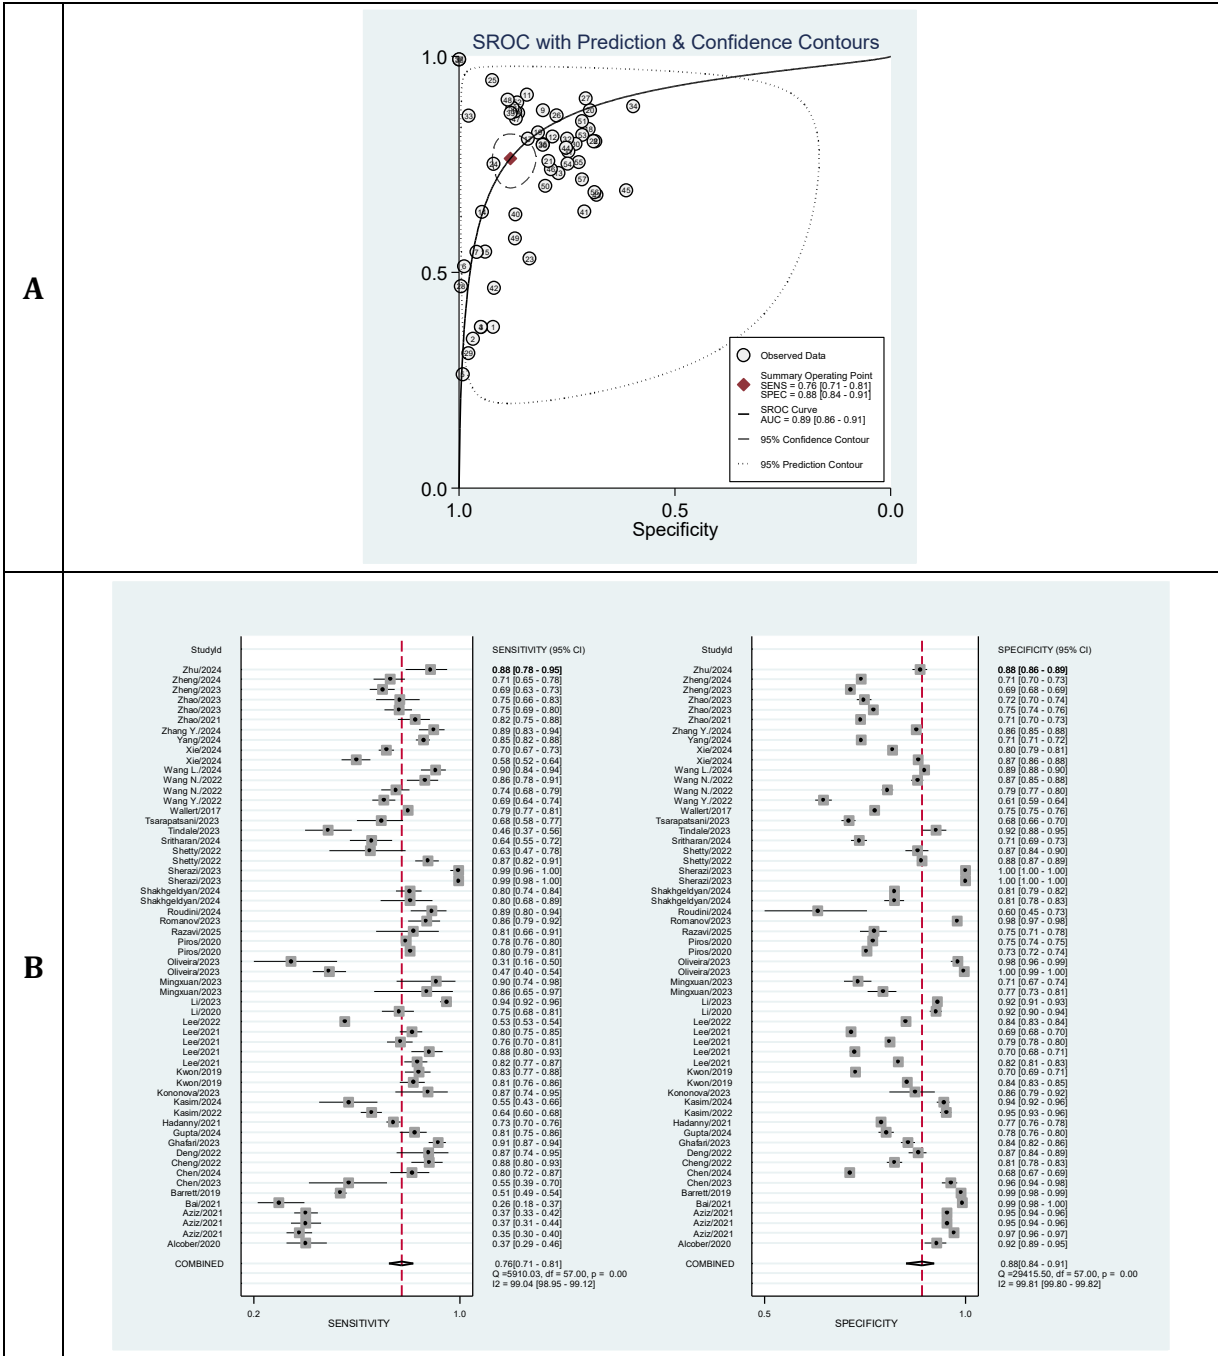 A
SROC with Prediction & Confidence Contours
1.0
0.5
0.0
1.0
0.5
0.0
Specificity
Observed Data
Summary Operating Point
SENS = 0.76 [0.71 - 0.81]
SPEC = 0.88 [0.84 - 0.91]
SROC Curve
AUC = 0.89 [0.86 - 0.91]
95% Confidence Contour
95% Prediction Contour
B
StudyId SENSITIVITY (95% CI) StudyId SPECIFICITY (95% CI)
Zhu/2024 0.88 [0.78 - 0.95] Zhu/2024 0.88 [0.86 - 0.89]
Zheng/2024 0.71 [0.65 - 0.78] Zheng/2024 0.71 [0.70 - 0.73]
Zheng/2023 0.69 [0.63 - 0.73] Zheng/2023 0.69 [0.68 - 0.69]
Zhao/2023 0.75 [0.66 - 0.83] Zhao/2023 0.72 [0.70 - 0.74]
Zhao/2023 0.75 [0.69 - 0.80] Zhao/2023 0.75 [0.74 - 0.76]
Zhao/2021 0.82 [0.75 - 0.88] Zhao/2021 0.71 [0.70 - 0.73]
Zhang Y./2024 0.89 [0.83 - 0.94] Zhang Y./2024 0.86 [0.85 - 0.88]
Yang/2024 0.85 [0.82 - 0.88] Yang/2024 0.71 [0.71 - 0.72]
Xie/2024 0.70 [0.67 - 0.73] Xie/2024 0.80 [0.79 - 0.81]
Xie/2024 0.58 [0.52 - 0.64] Xie/2024 0.87 [0.86 - 0.88]
Wang L./2024 0.90 [0.84 - 0.94] Wang L./2024 0.89 [0.88 - 0.90]
Wang N./2022 0.86 [0.78 - 0.91] Wang N./2022 0.87 [0.85 - 0.88]
Wang N./2022 0.74 [0.68 - 0.79] Wang N./2022 0.79 [0.77 - 0.80]
Wang Y./2022 0.69 [0.64 - 0.74] Wang Y./2022 0.61 [0.59 - 0.64]
Wallert/2017 0.79 [0.77 - 0.81] Wallert/2017 0.75 [0.75 - 0.76]
Tsarapatsani/2023 0.68 [0.58 - 0.77] Tsarapatsani/2023 0.68 [0.66 - 0.70]
Tindale/2023 0.46 [0.37 - 0.56] Tindale/2023 0.92 [0.88 - 0.95]
Sritharan/2024 0.64 [0.55 - 0.72] Sritharan/2024 0.71 [0.69 - 0.73]
Shetty/2022 0.63 [0.47 - 0.78] Shetty/2022 0.87 [0.84 - 0.90]
Shetty/2022 0.87 [0.82 - 0.91] Shetty/2022 0.88 [0.87 - 0.89]
Sherazi/2023 0.99 [0.96 - 1.00] Sherazi/2023 1.00 [1.00 - 1.00]
Sherazi/2023 0.99 [0.98 - 1.00] Sherazi/2023 1.00 [1.00 - 1.00]
Shakhgeldyan/2024 0.80 [0.74 - 0.84] Shakhgeldyan/2024 0.81 [0.79 - 0.82]
Shakhgeldyan/2024 0.80 [0.68 - 0.89] Shakhgeldyan/2024 0.81 [0.78 - 0.83]
Roudini/2024 0.89 [0.80 - 0.94] Roudini/2024 0.60 [0.45 - 0.73]
Romanov/2023 0.86 [0.79 - 0.92] Romanov/2023 0.98 [0.97 - 0.98]
Razavi/2025 0.81 [0.66 - 0.91] Razavi/2025 0.75 [0.71 - 0.78]
Piros/2020 0.78 [0.76 - 0.80] Piros/2020 0.75 [0.74 - 0.75]
Piros/2020 0.80 [0.79 - 0.81] Piros/2020 0.73 [0.72 - 0.74]
Oliveira/2023 0.31 [0.16 - 0.50] Oliveira/2023 0.98 [0.96 - 0.99]
Oliveira/2023 0.47 [0.40 - 0.54] Oliveira/2023 1.00 [0.99 - 1.00]
Mingxuan/2023 0.90 [0.74 - 0.98] Mingxuan/2023 0.71 [0.67 - 0.74]
Mingxuan/2023 0.86 [0.65 - 0.97] Mingxuan/2023 0.77 [0.73 - 0.81]
Li/2023 0.94 [0.92 - 0.96] Li/2023 0.92 [0.91 - 0.93]
Li/2020 0.75 [0.68 - 0.81] Li/2020 0.92 [0.90 - 0.94]
Lee/2022 0.53 [0.53 - 0.54] Lee/2022 0.84 [0.83 - 0.84]
Lee/2021 0.80 [0.75 - 0.85] Lee/2021 0.69 [0.68 - 0.70]
Lee/2021 0.76 [0.70 - 0.81] Lee/2021 0.79 [0.78 - 0.80]
Lee/2021 0.88 [0.80 - 0.93] Lee/2021 0.70 [0.68 - 0.71]
Lee/2021 0.82 [0.77 - 0.87] Lee/2021 0.82 [0.81 - 0.83]
Kwon/2019 0.83 [0.77 - 0.88] Kwon/2019 0.70 [0.69 - 0.71]
Kwon/2019 0.81 [0.76 - 0.86] Kwon/2019 0.84 [0.83 - 0.85]
Kononova/2023 0.87 [0.74 - 0.95] Kononova/2023 0.86 [0.79 - 0.92]
Kasim/2024 0.55 [0.43 - 0.66] Kasim/2024 0.94 [0.92 - 0.96]
Kasim/2022 0.64 [0.60 - 0.68] Kasim/2022 0.95 [0.93 - 0.96]
Hadanny/2021 0.73 [0.70 - 0.76] Hadanny/2021 0.77 [0.76 - 0.78]
Gupta/2024 0.81 [0.75 - 0.86] Gupta/2024 0.78 [0.76 - 0.80]
Ghafari/2023 0.91 [0.87 - 0.94] Ghafari/2023 0.84 [0.82 - 0.86]
Deng/2022 0.87 [0.74 - 0.95] Deng/2022 0.87 [0.84 - 0.89]
Cheng/2022 0.88 [0.80 - 0.93] Cheng/2022 0.81 [0.78 - 0.83]
Chen/2024 0.80 [0.72 - 0.87] Chen/2024 0.68 [0.67 - 0.69]
Chen/2023 0.55 [0.39 - 0.70] Chen/2023 0.96 [0.94 - 0.98]
Barrett/2019 0.51 [0.49 - 0.54] Barrett/2019 0.99 [0.98 - 0.99]
Bai/2021 0.26 [0.18 - 0.37] Bai/2021 0.99 [0.98 - 1.00]
Aziz/2021 0.37 [0.33 - 0.42] Aziz/2021 0.95 [0.94 - 0.96]
Aziz/2021 0.37 [0.31 - 0.44] Aziz/2021 0.95 [0.94 - 0.96]
Aziz/2021 0.35 [0.30 - 0.40] Aziz/2021 0.97 [0.96 - 0.97]
Alcober/2020 0.37 [0.29 - 0.46] Alcober/2020 0.92 [0.89 - 0.95]
COMBINED 0.76[0.71 - 0.81] COMBINED 0.88[0.84 - 0.91]
Q =5910.03, df = 57.00, p = 0.00 Q =29415.50, df = 57.00, p = 0.00
I2 = 99.04 [98.95 - 99.12] I2 = 99.81 [99.80 - 99.82]
0.2 1.0 0.5 1.0
SENSITIVITY SPECIFICITY